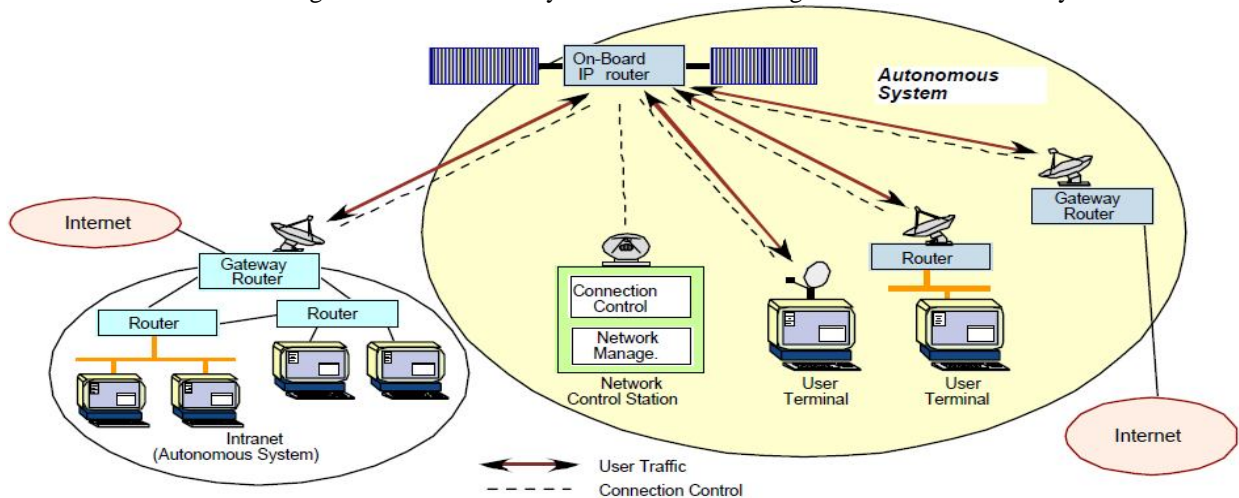 On-Board
IP router
Autonomous
System
Internet
Gateway
Router
Gateway
Router
Router
Router
Router
Connection
Control
Network
Manage.
Network
Control Station
User
Terminal
User
Terminal
Intranet
(Autonomous System)
Internet
User Traffic
Connection Control